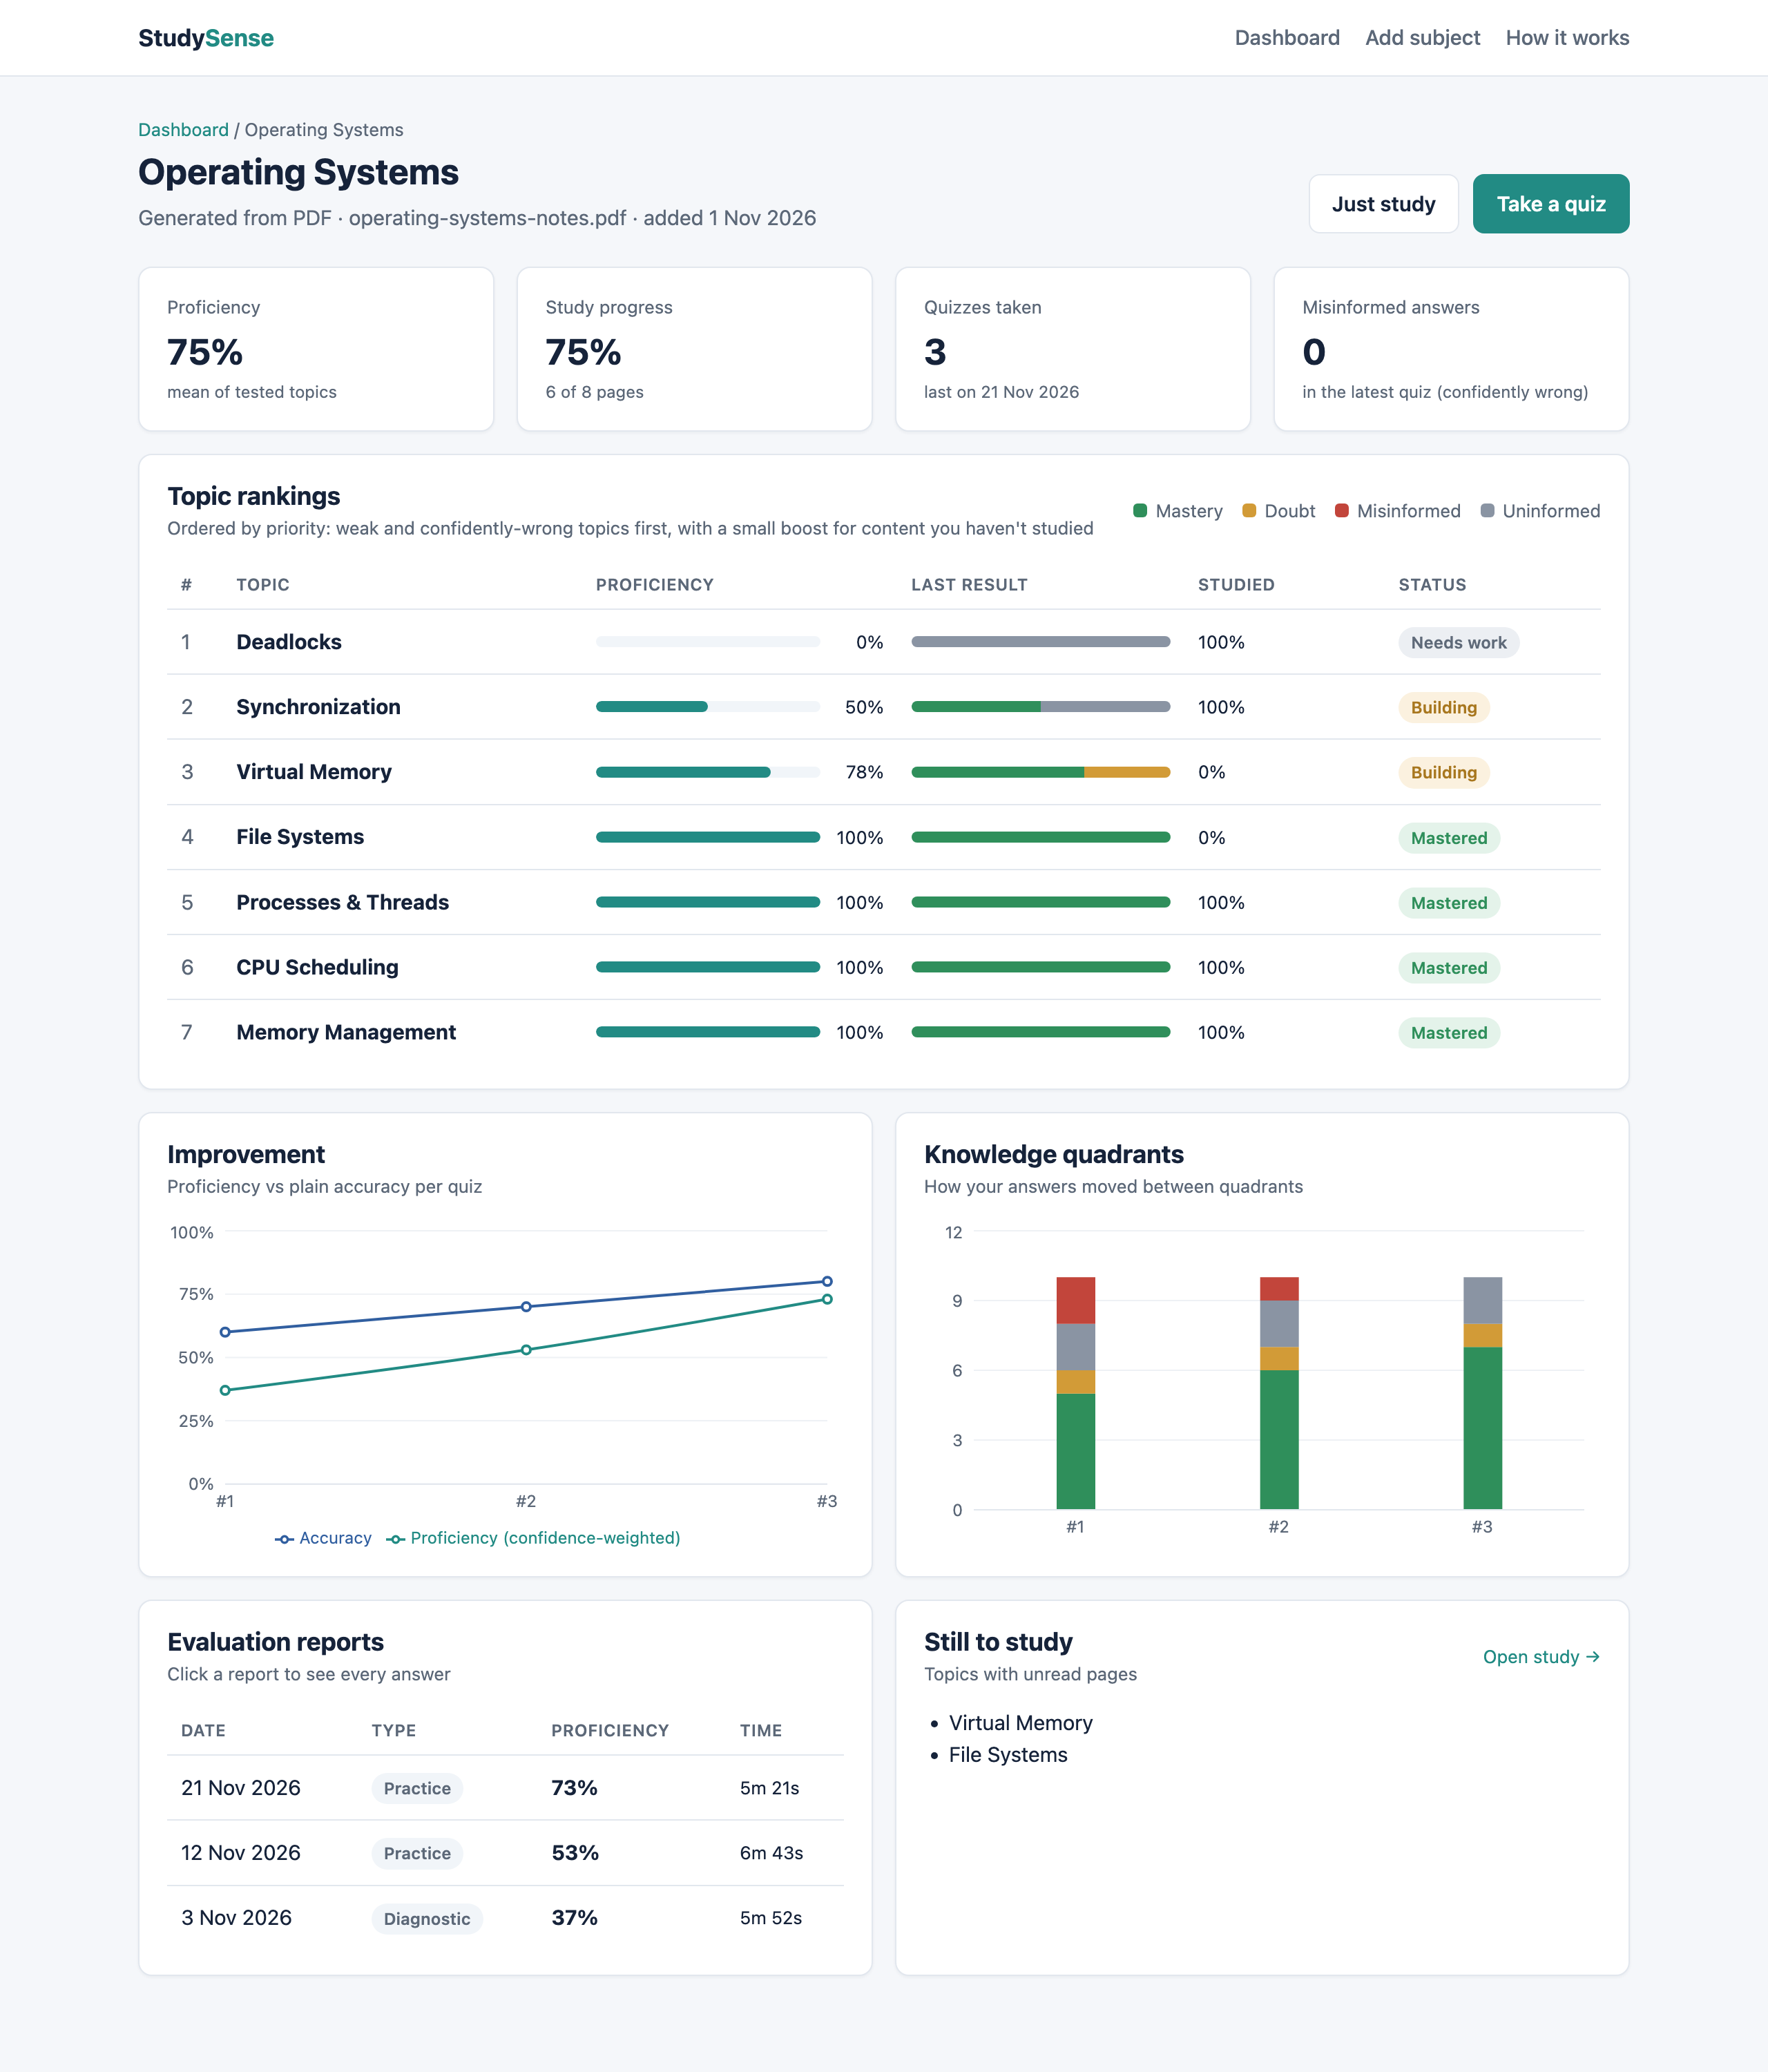 StudySense
Dashboard Add subject How it works
Dashboard / Operating Systems
Operating Systems
Generated from PDF · operating-systems-notes.pdf · added 1 Nov 2026
Just study
Take a quiz
Proficiency
75%
mean of tested topics
Study progress
75%
6 of 8 pages
Quizzes taken
3
last on 21 Nov 2026
Misinformed answers
0
in the latest quiz (confidently wrong)
Topic rankings
Ordered by priority: weak and confidently-wrong topics first, with a small boost for content you haven't studied
Mastery Doubt Misinformed Uninformed
# TOPIC PROFICIENCY LAST RESULT STUDIED STATUS
1 Deadlocks 0% 100% Needs work
2 Synchronization 50% 100% Building
3 Virtual Memory 78% 0% Building
4 File Systems 100% 0% Mastered
5 Processes & Threads 100% 100% Mastered
6 CPU Scheduling 100% 100% Mastered
7 Memory Management 100% 100% Mastered
Improvement
Proficiency vs plain accuracy per quiz
100%
75%
50%
25%
0%
#1 #2 #3
Accuracy Proficiency (confidence-weighted)
Knowledge quadrants
How your answers moved between quadrants
12
9
6
3
0
#1 #2 #3
Evaluation reports
Click a report to see every answer
DATE TYPE PROFICIENCY TIME
21 Nov 2026 Practice 73% 5m 21s
12 Nov 2026 Practice 53% 6m 43s
3 Nov 2026 Diagnostic 37% 5m 52s
Still to study
Topics with unread pages
Open study →
• Virtual Memory
• File Systems